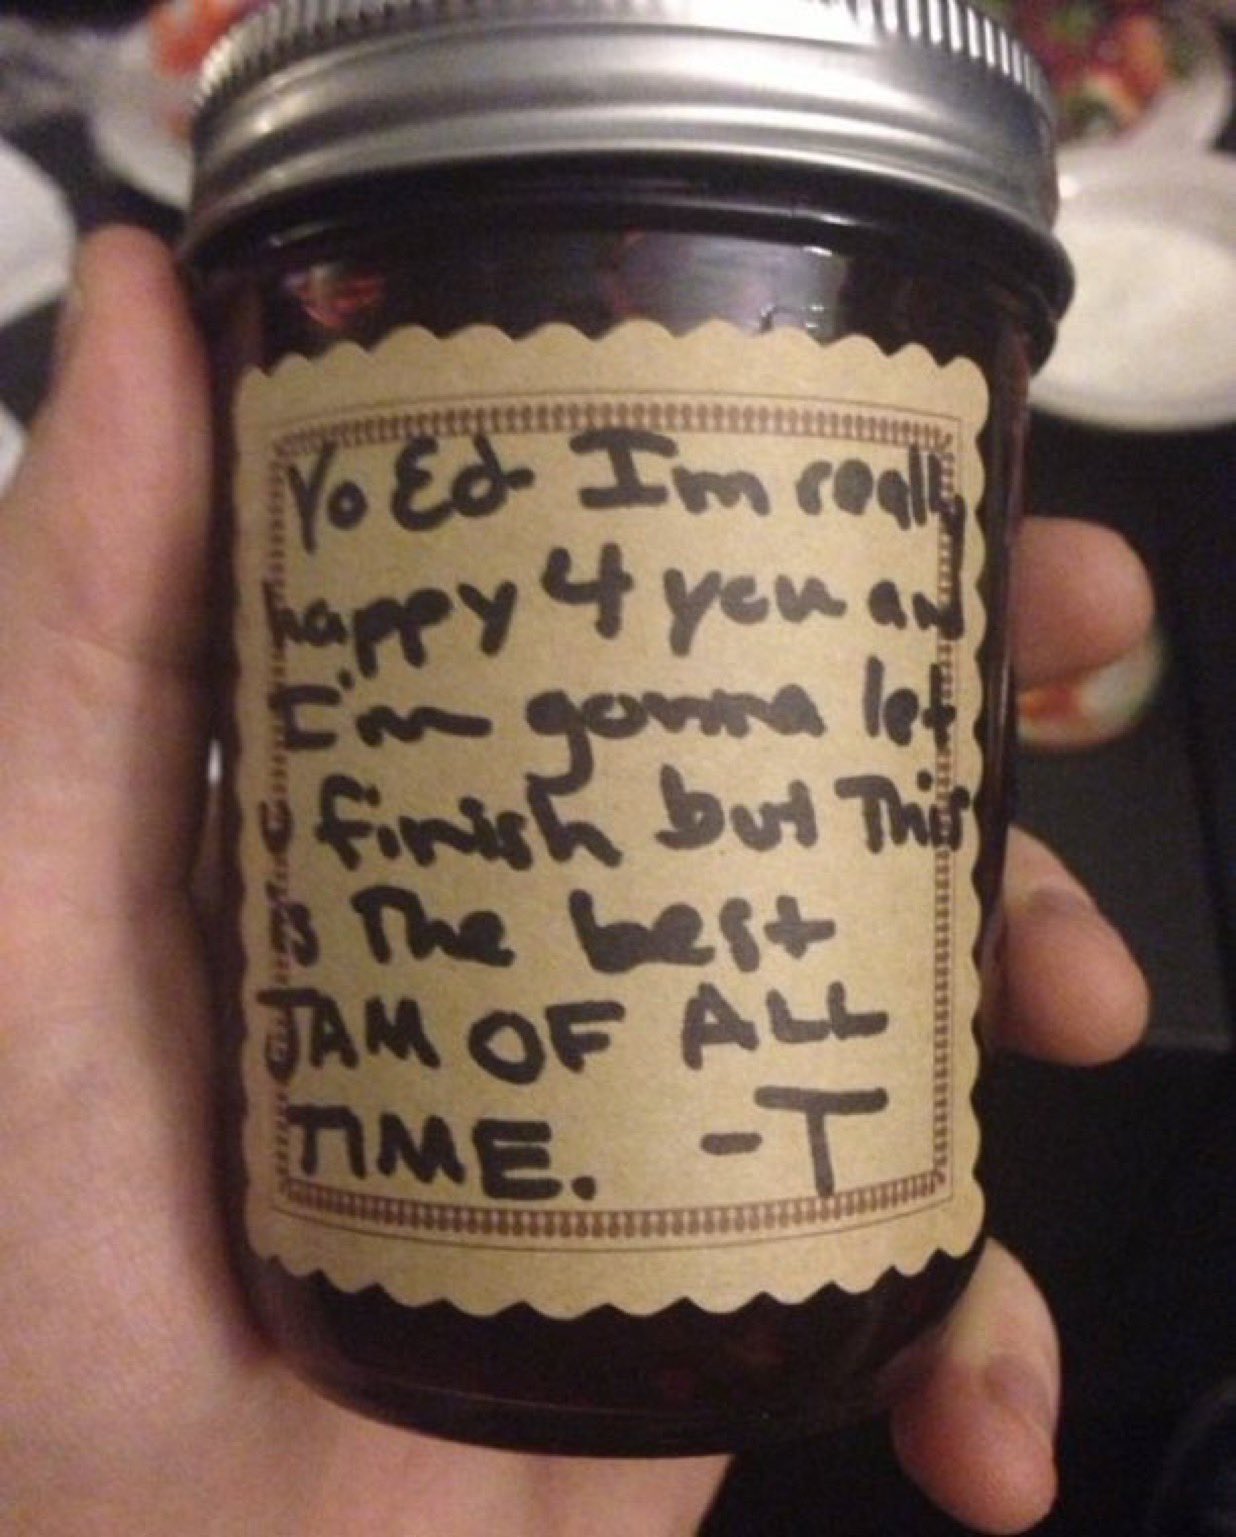 Yo Ed Im really
happy 4 you and
I'm gonna let
U finish but This
is The best
JAM OF ALL
TIME. -T